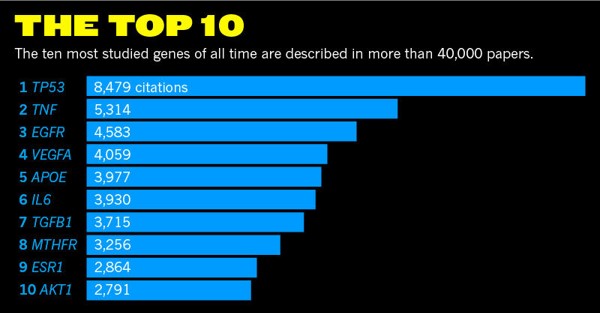 THE TOP 10
The ten most studied genes of all time are described in more than 40,000 papers.
1 TP53 8,479 citations
2 TNF 5,314
3 EGFR 4,583
4 VEGFA 4,059
5 APOE 3,977
6 IL6 3,930
7 TGFB1 3,715
8 MTHFR 3,256
9 ESR1 2,864
10 AKT1 2,791